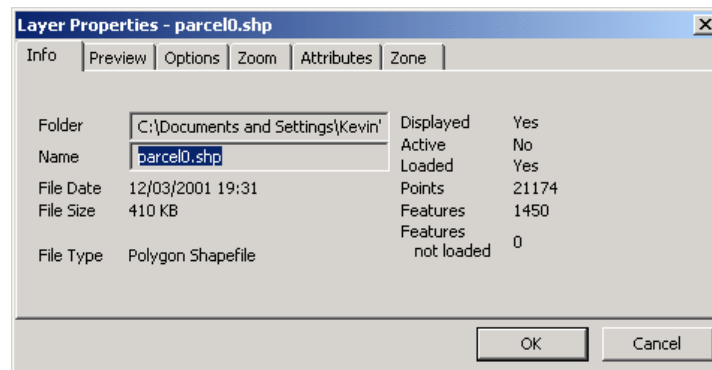 Layer Properties - parcel0.shp
Info Preview Options Zoom Attributes Zone
Folder C:\Documents and Settings\Kevin'
Name parcel0.shp
File Date 12/03/2001 19:31
File Size 410 KB
File Type Polygon Shapefile
Displayed Yes
Active No
Loaded Yes
Points 21174
Features 1450
Features
not loaded 0
OK Cancel